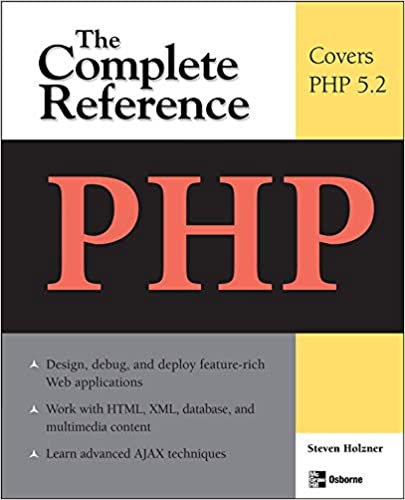 The
Complete
Reference
Covers
PHP 5.2
PHP
Design, debug, and deploy feature-rich
Web applications
Work with HTML, XML, database, and
multimedia content
Learn advanced AJAX techniques
Steven Holzner
Osborne